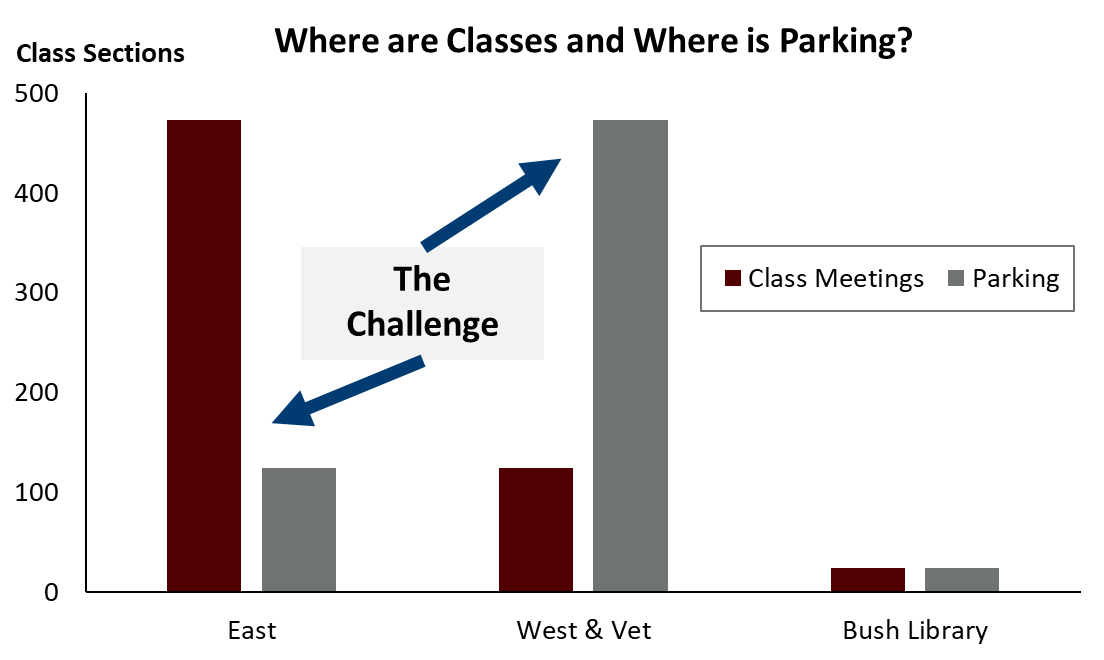 Where are Classes and Where is Parking?
Class Sections
500
400
300
200
100
0
The
Challenge
Class Meetings
Parking
East
West & Vet
Bush Library